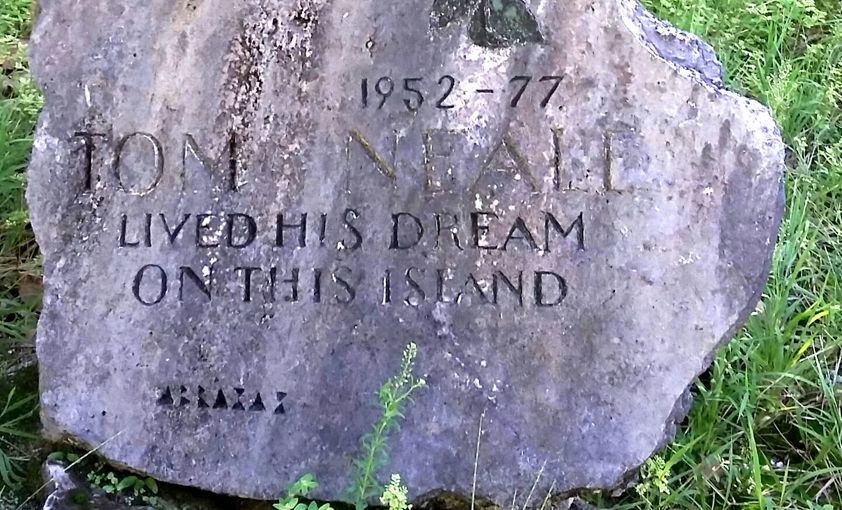 1952-77
TOM NEALE
LIVED HIS DREAM
ON THIS ISLAND